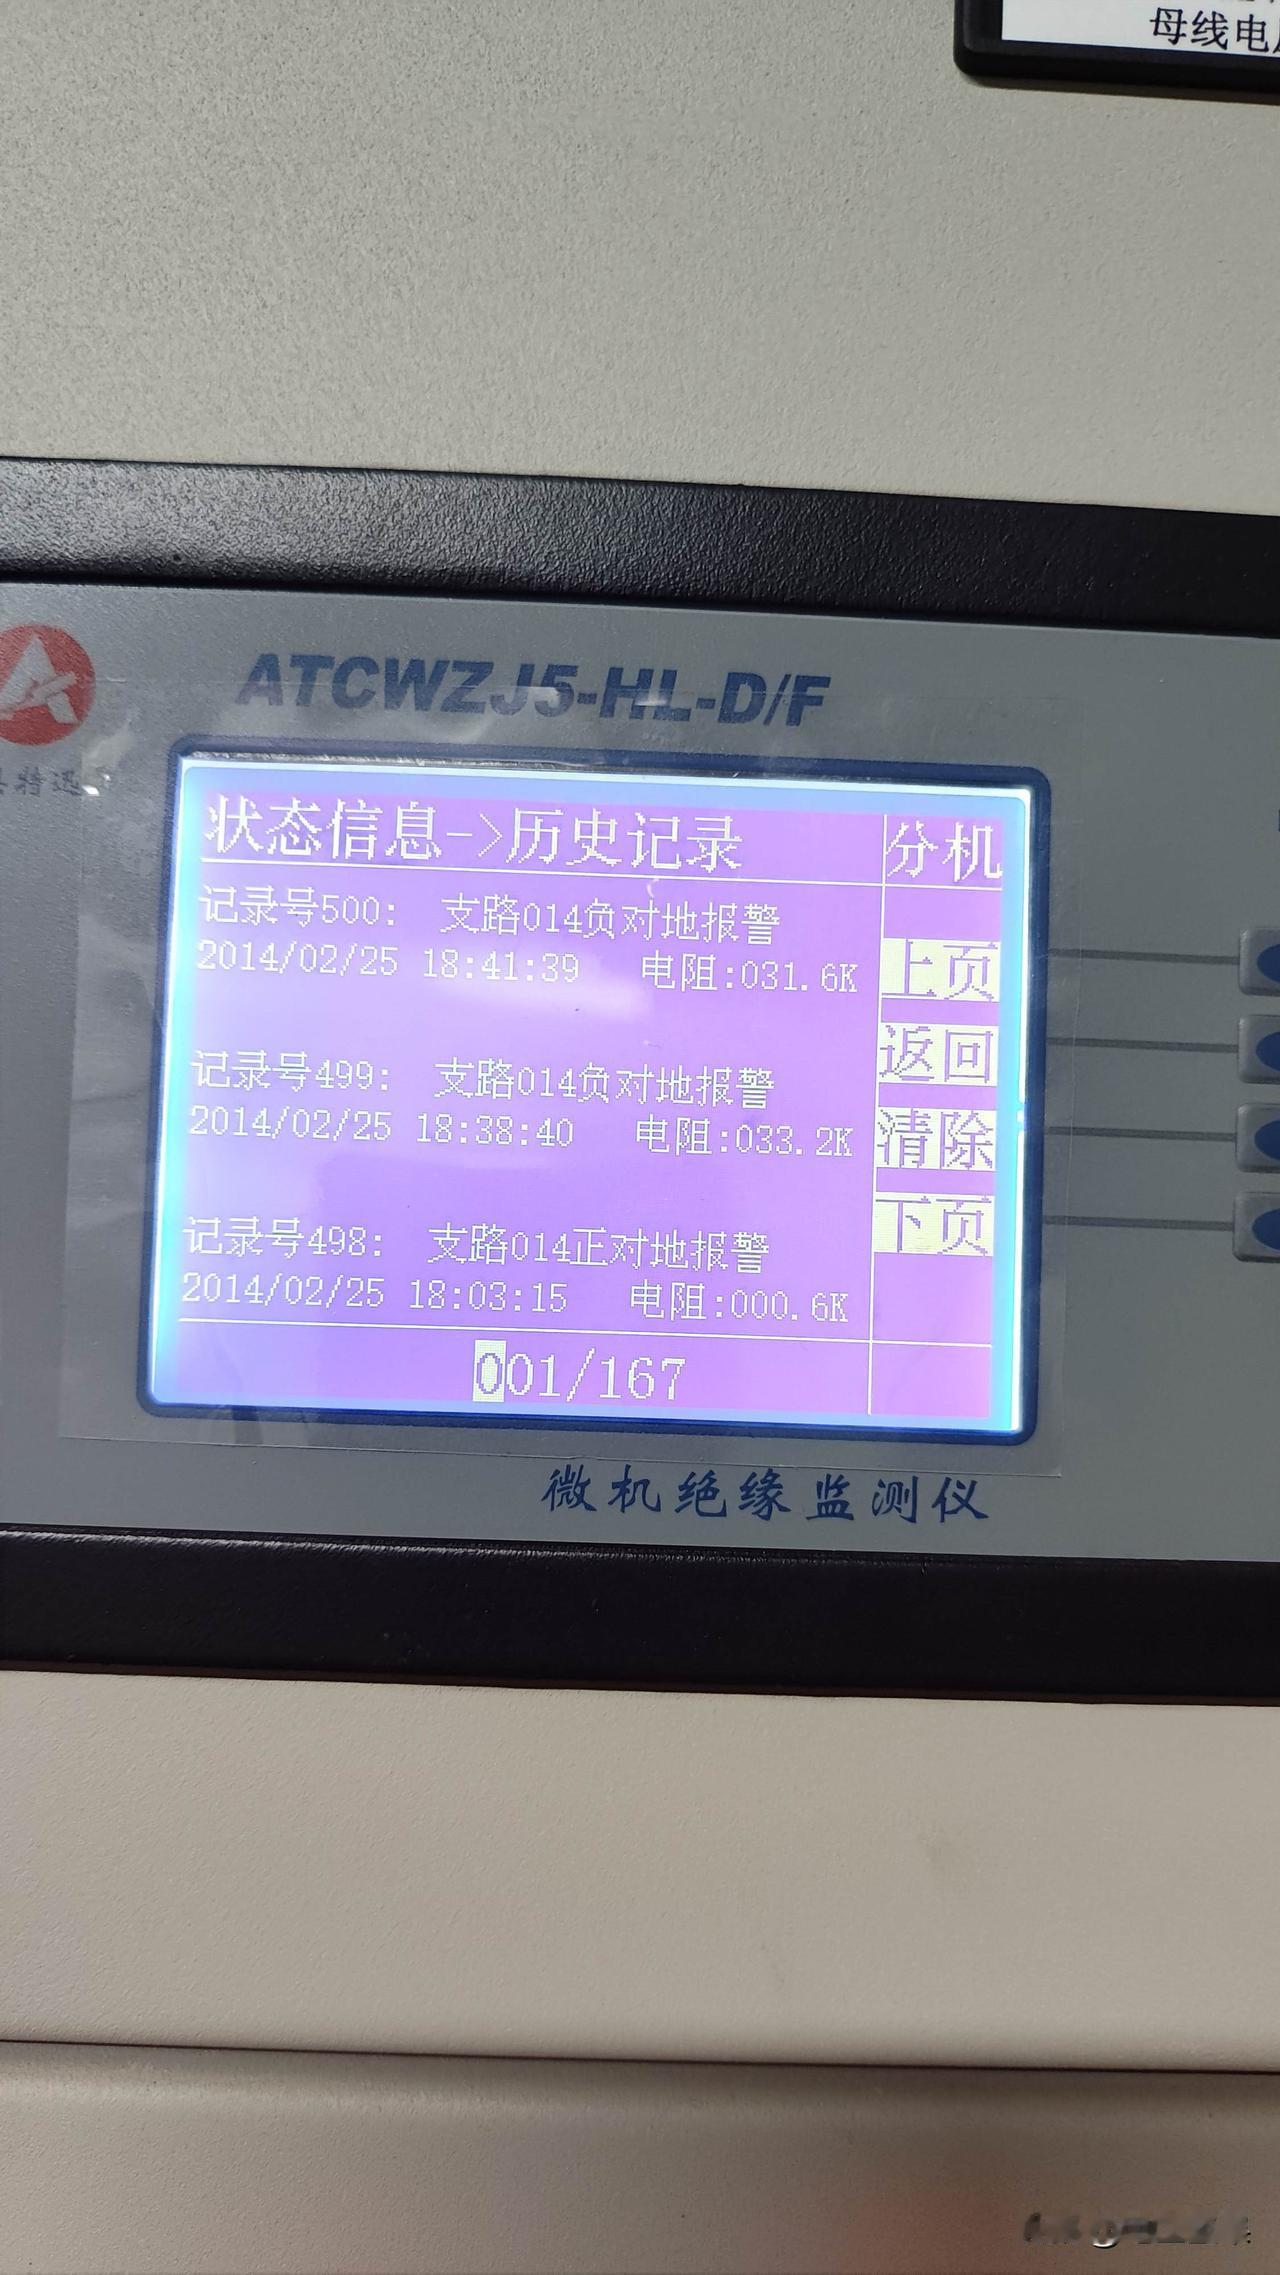 母线电
ATCWZJ5-HL-D/F
特迅
状态信息->历史记录
分机
记录号500: 支路014负对地报警
2014/02/25 18:41:39 电阻:031.6K
上页
返回
记录号499: 支路014负对地报警
2014/02/25 18:38:40 电阻:033.2K
清除
下页
记录号498: 支路014正对地报警
2014/02/25 18:03:15 电阻:000.6K
001/167
微机绝缘监测仪